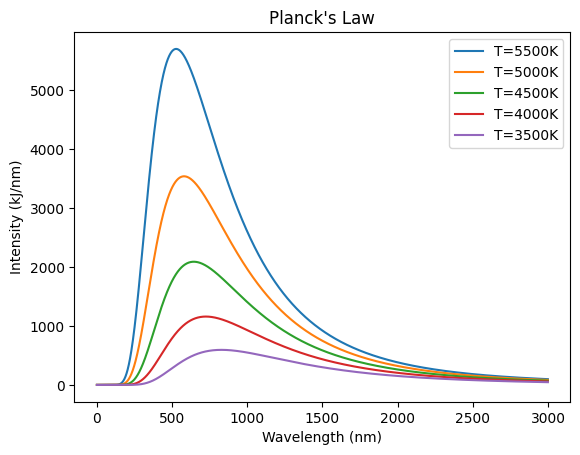 Planck's Law
T=5500K
T=5000K
T=4500K
T=4000K
T=3500K
Intensity (kJ/nm)
5000
4000
3000
2000
1000
0
0 500 1000 1500 2000 2500 3000
Wavelength (nm)